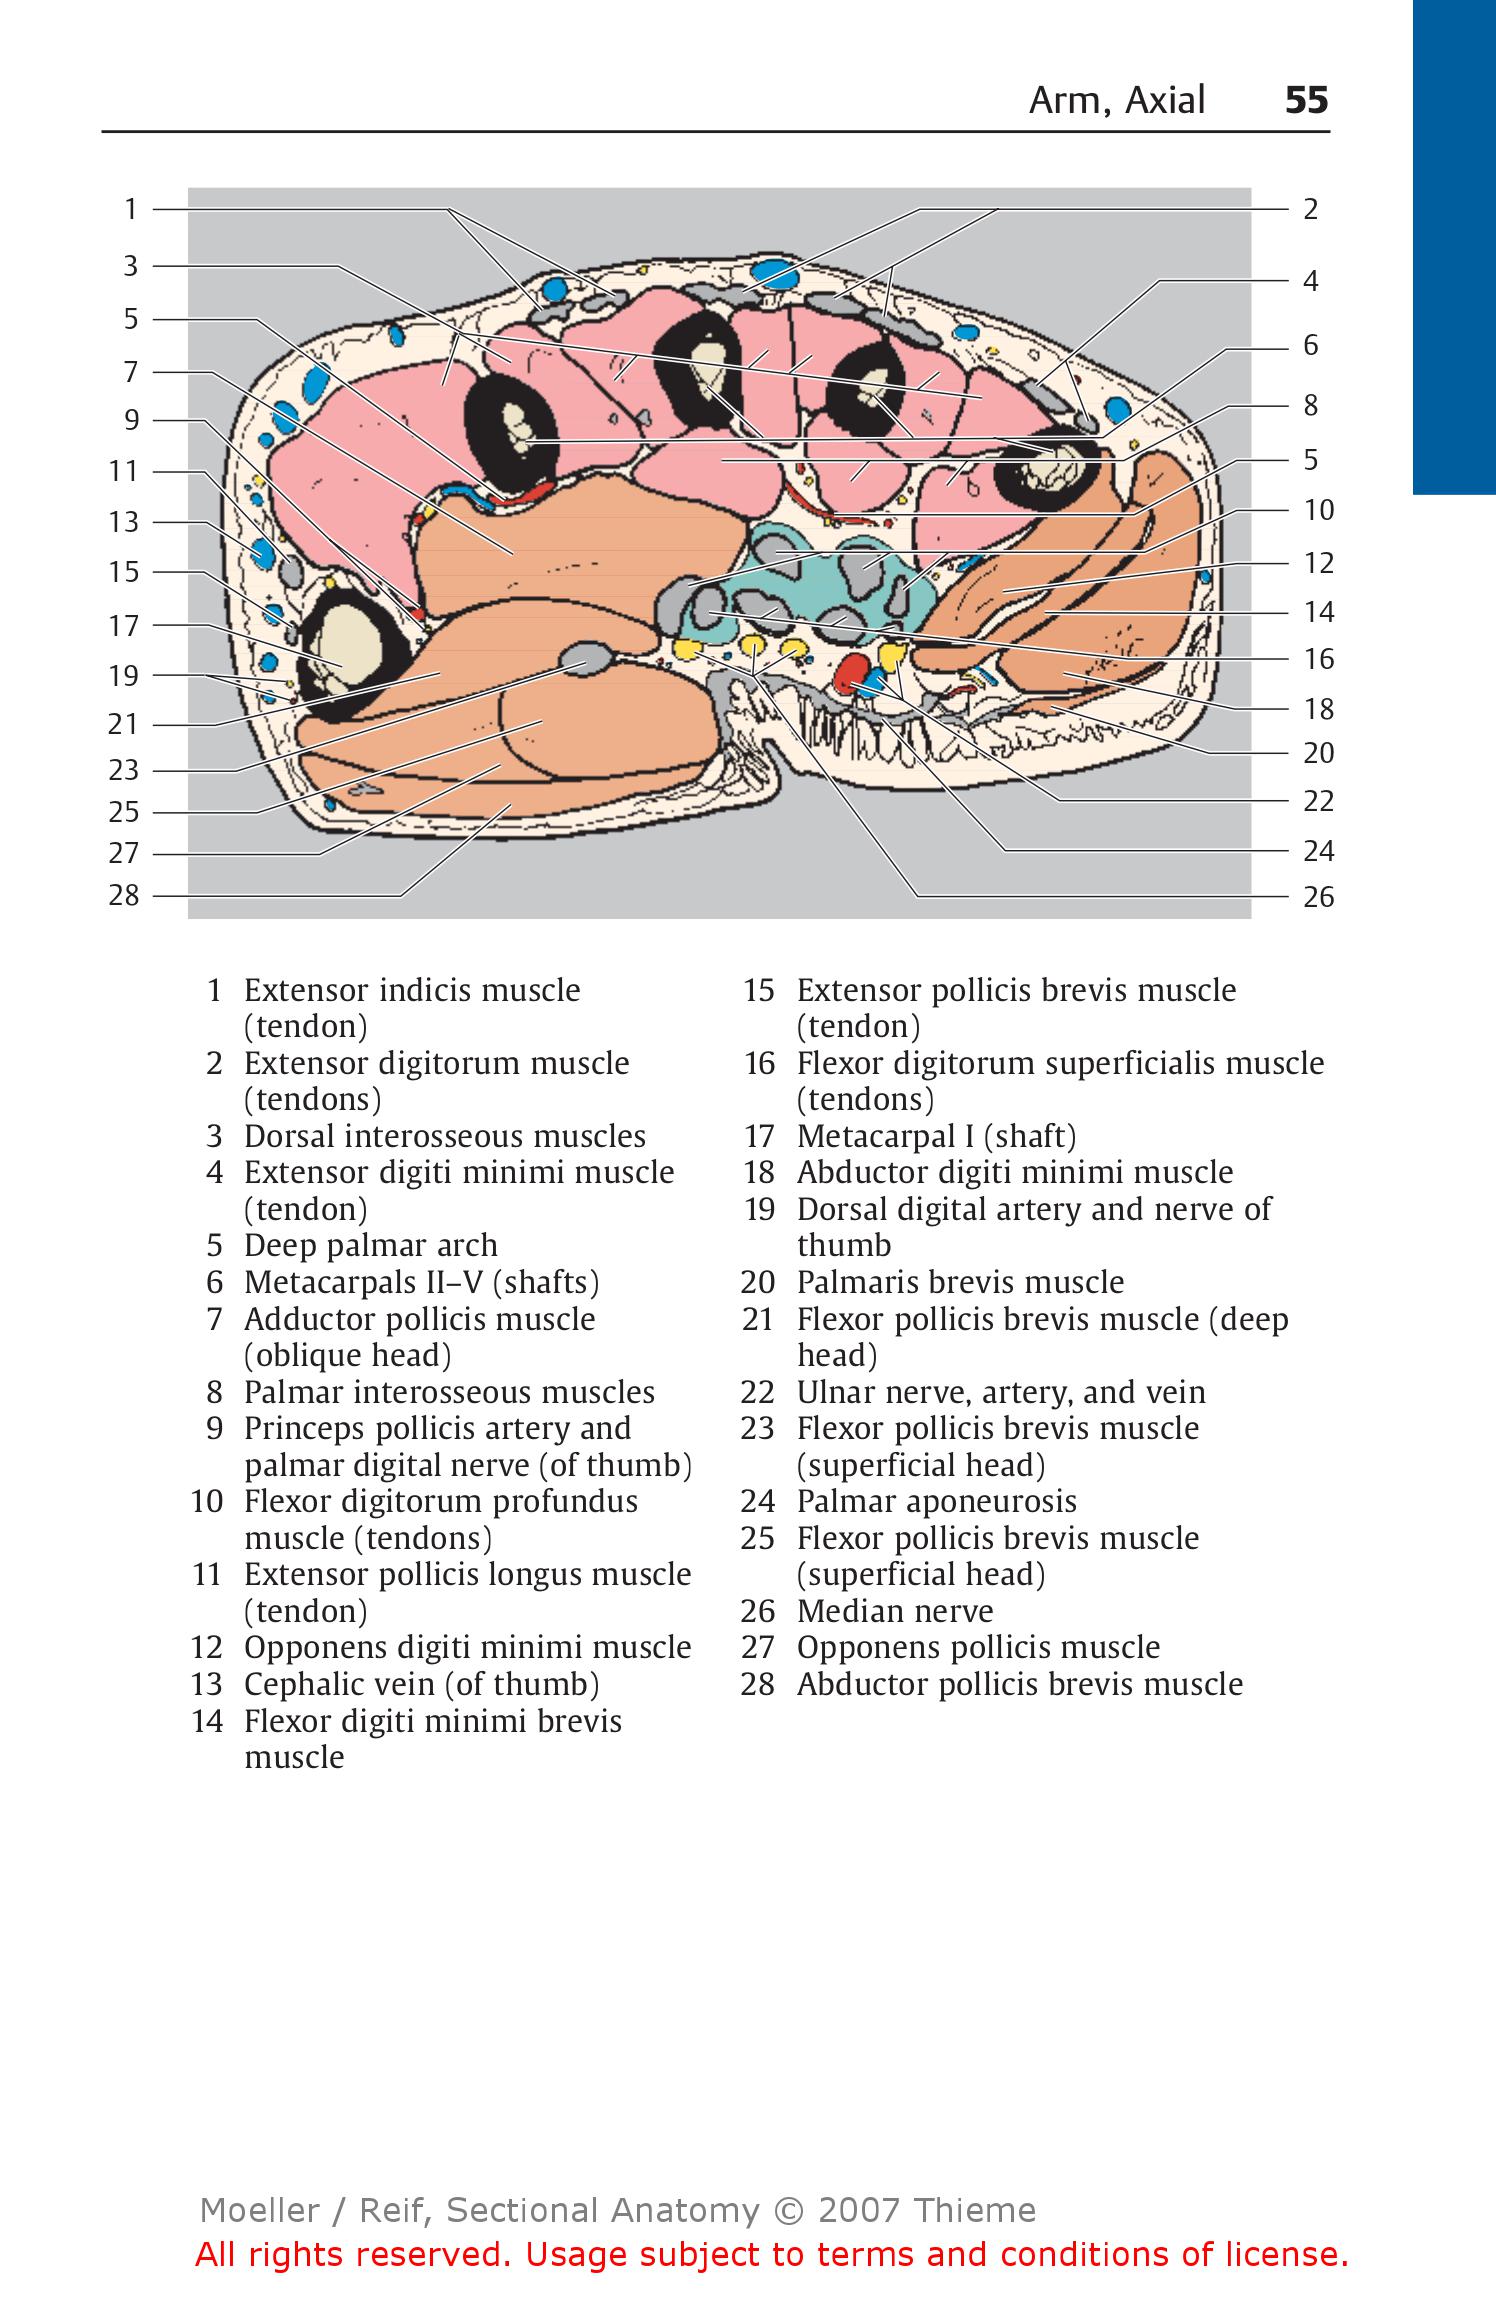 Arm, Axial 55
1
3
5
7
9
11
13
15
17
19
21
23
25
27
28
2
4
6
8
5
10
12
14
16
18
20
22
24
26
1 Extensor indicis muscle
(tendon)
2 Extensor digitorum muscle
(tendons)
3 Dorsal interosseous muscles
4 Extensor digiti minimi muscle
(tendon)
5 Deep palmar arch
6 Metacarpals II–V (shafts)
7 Adductor pollicis muscle
(oblique head)
8 Palmar interosseous muscles
9 Princeps pollicis artery and
palmar digital nerve (of thumb)
10 Flexor digitorum profundus
muscle (tendons)
11 Extensor pollicis longus muscle
(tendon)
12 Opponens digiti minimi muscle
13 Cephalic vein (of thumb)
14 Flexor digiti minimi brevis
muscle
15 Extensor pollicis brevis muscle
(tendon)
16 Flexor digitorum superficialis muscle
(tendons)
17 Metacarpal I (shaft)
18 Abductor digiti minimi muscle
19 Dorsal digital artery and nerve of
thumb
20 Palmaris brevis muscle
21 Flexor pollicis brevis muscle (deep
head)
22 Ulnar nerve, artery, and vein
23 Flexor pollicis brevis muscle
(superficial head)
24 Palmar aponeurosis
25 Flexor pollicis brevis muscle
(superficial head)
26 Median nerve
27 Opponens pollicis muscle
28 Abductor pollicis brevis muscle
Moeller / Reif, Sectional Anatomy © 2007 Thieme
All rights reserved. Usage subject to terms and conditions of license.